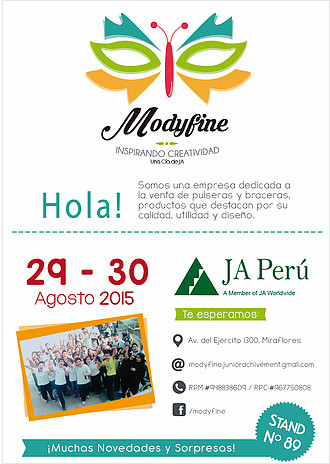 Modyfine
INSPIRANDO CREATIVIDAD
Una Cía de JA
Hola!
Somos una empresa dedicada a
la venta de pulseras y braceras,
productos que destacan por su
calidad, utilidad y diseño.
29 - 30
Agosto 2015
JA Perú
A Member of JA Worldwide
Te esperamos:
Av. del Ejército 1300, Miraflores
modyfine.juniorachivement@gmail.com
RPM:#948838609 / RPC:#967750808
/modyfine
STAND
Nº 89
¡Muchas Novedades y Sorpresas!